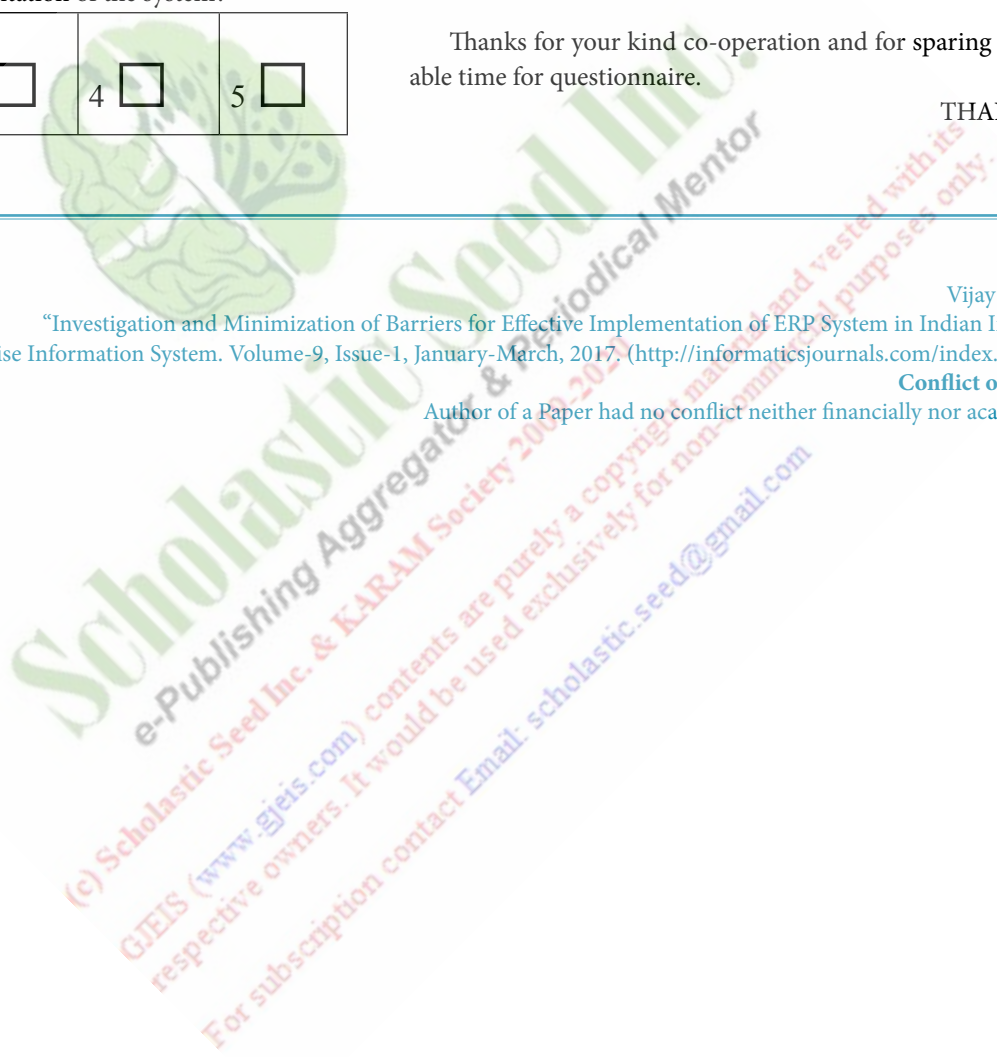 of the system?
4
5
Thanks for your kind co-operation and for sparing
able time for questionnaire.
Vijay
“Investigation and Minimization of Barriers for Effective Implementation of ERP System in Indian
Information System. Volume-9, Issue-1, January-March, 2017. (http://informaticsjournals.com/index.
Conflict
Author of a Paper had no conflict neither financially nor
Scholastic Seed Inc.
e-Publishing Aggregator & Periodical Mentor
(c) Scholastic Seed Inc. & KARAM Society 2009-2020
GJEIS (www.gjeis.com) contents are purely a copyright material and vested with its
respective owners. It would be used exclusively for non-commercial purposes only.
For subscription contact Email: scholastic.seed@gmail.com